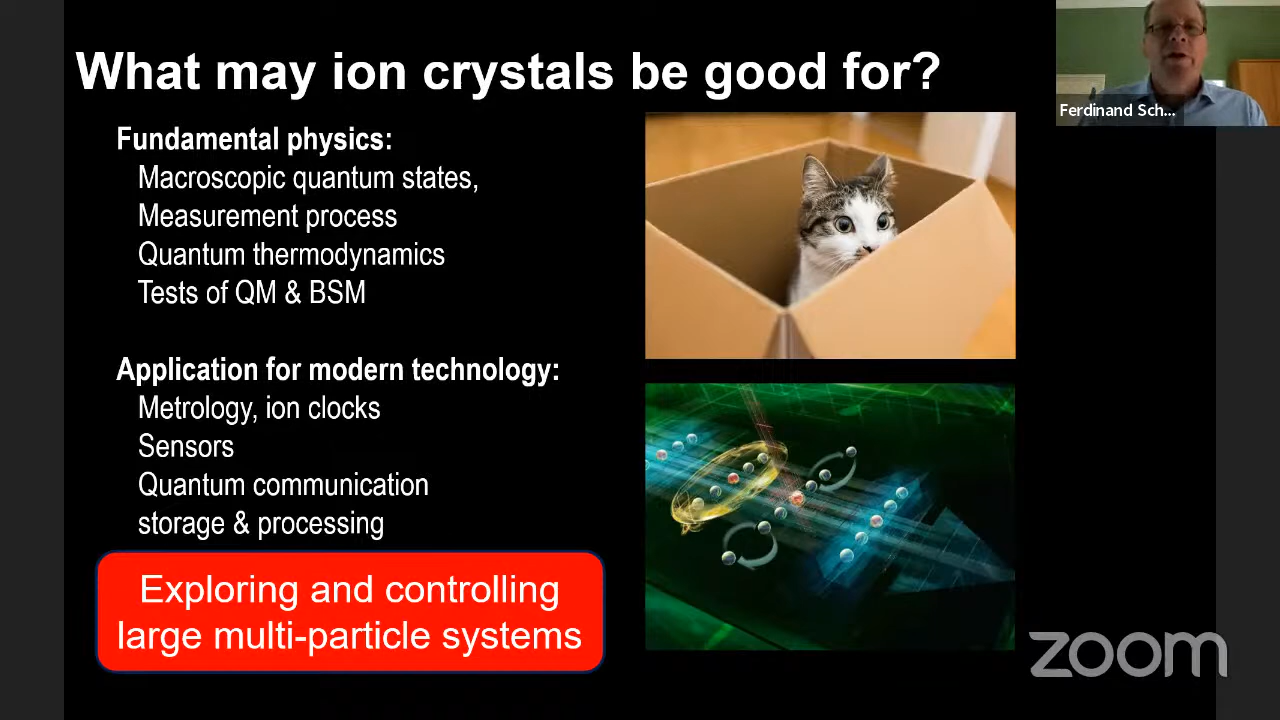 What may ion crystals be good for?
Ferdinand Sch...
Fundamental physics:
Macroscopic quantum states,
Measurement process
Quantum thermodynamics
Tests of QM & BSM
Application for modern technology:
Metrology, ion clocks
Sensors
Quantum communication
storage & processing
Exploring and controlling
large multi-particle systems
zoom